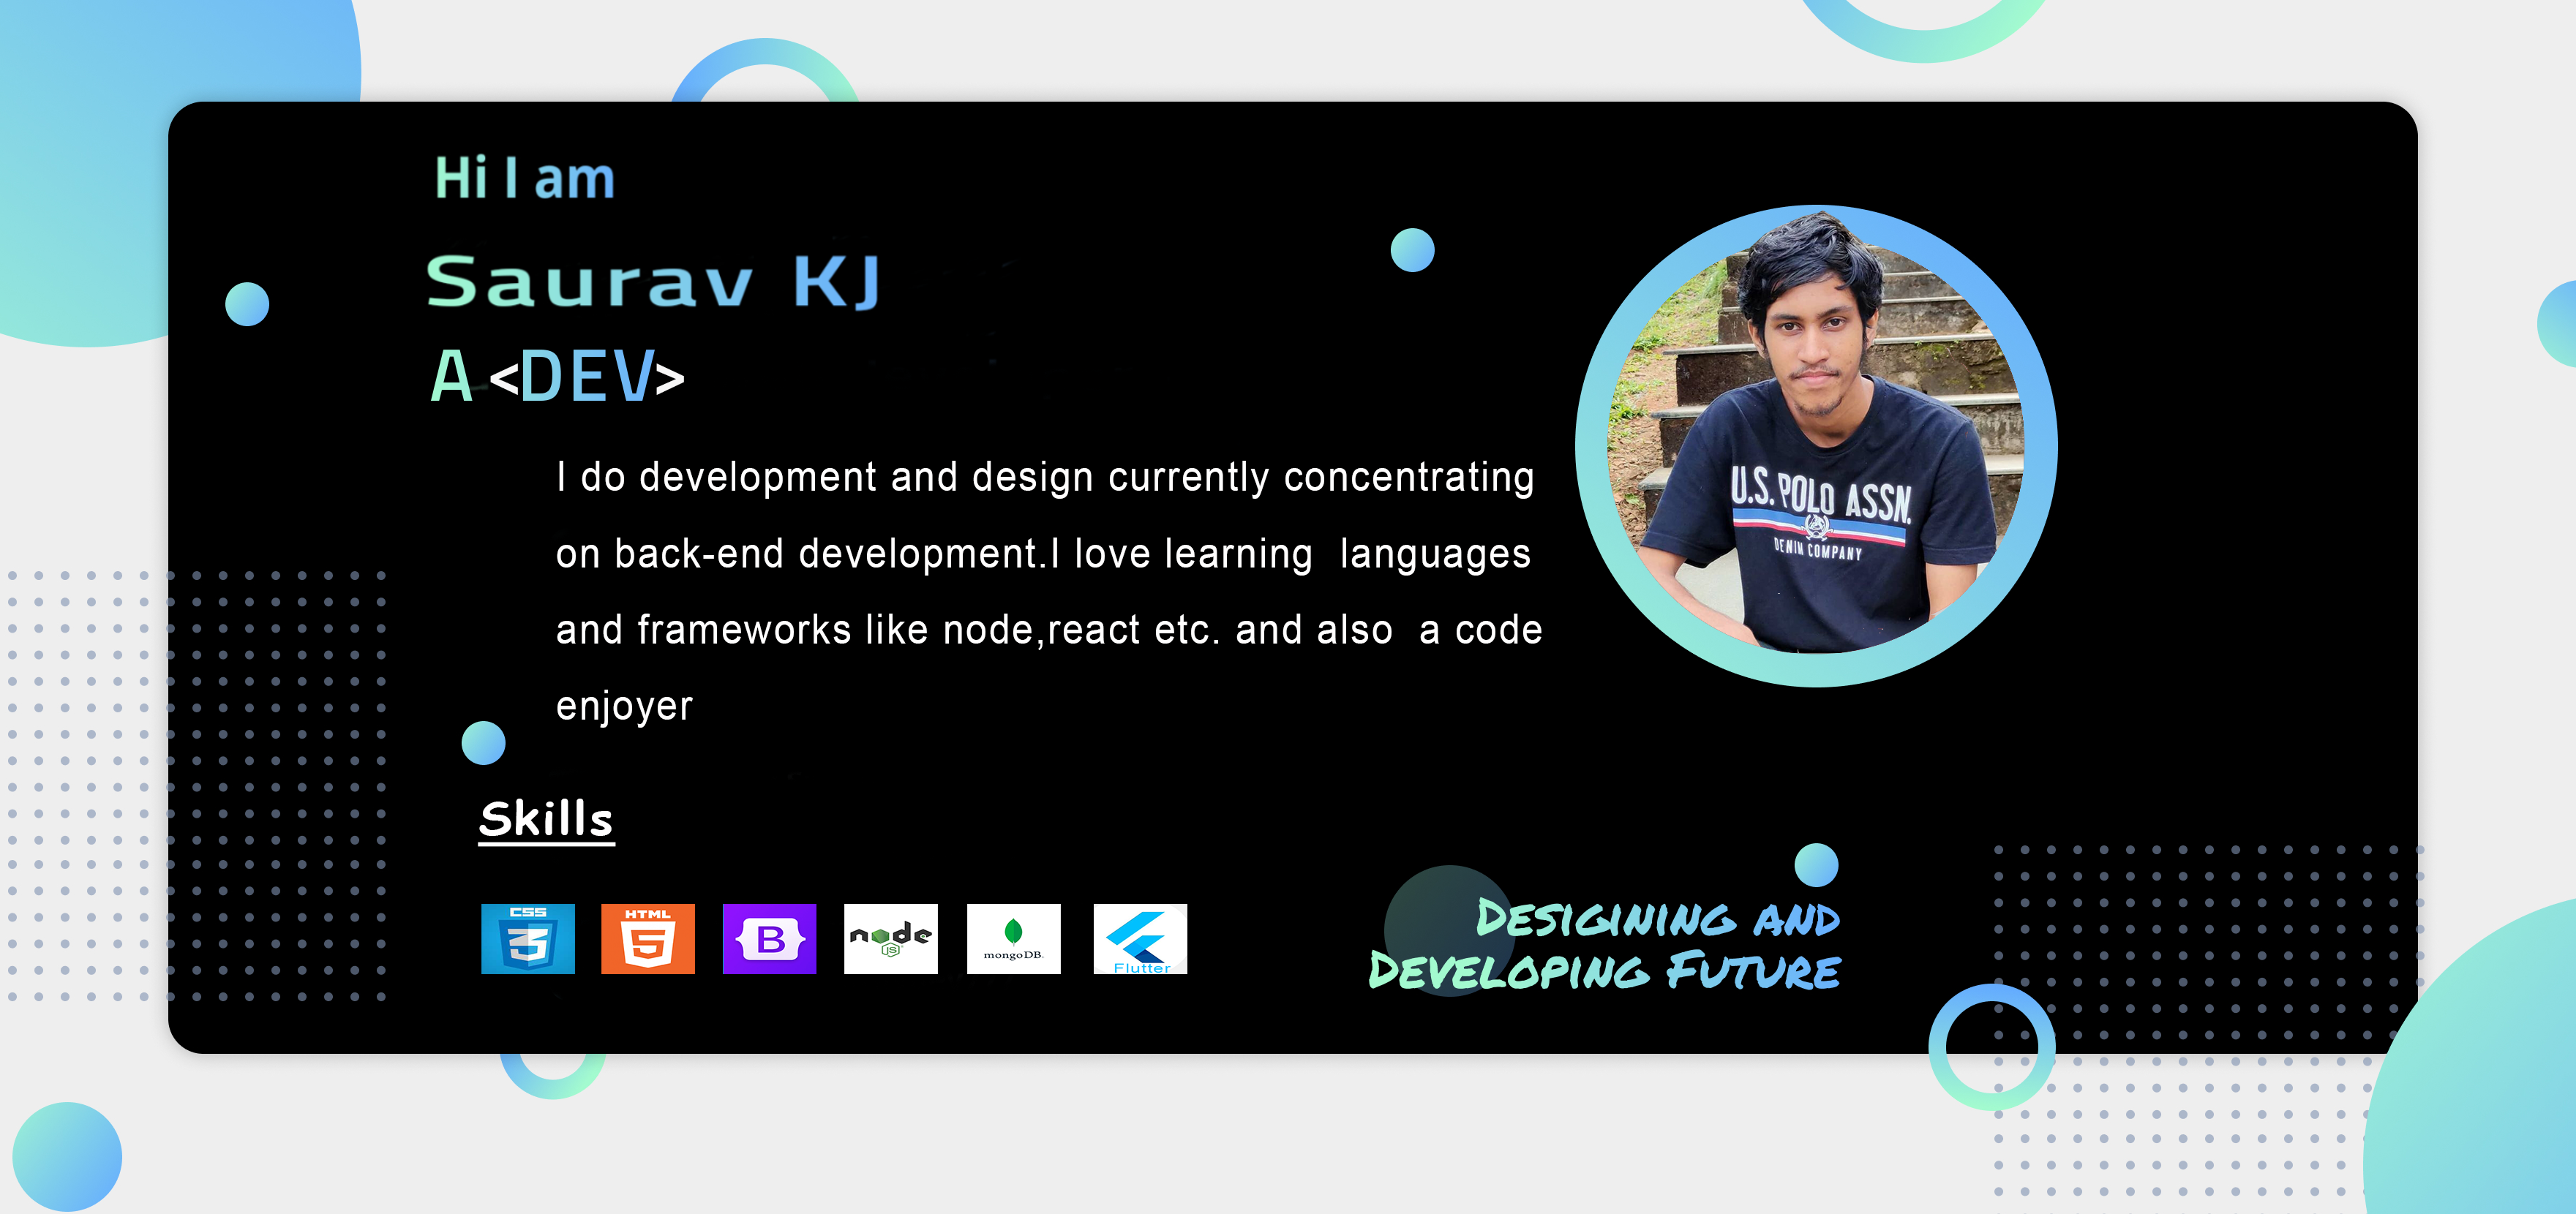 Hi I am
Saurav KJ
A <DEV>
I do development and design currently concentrating
on back-end development.I love learning  languages
and frameworks like node,react etc. and also  a code
enjoyer
U.S. POLO ASSN.
DENIM COMPANY
Skills
CSS
3
HTML
5
B
node
JS
mongoDB.
Flutter
DESIGINING AND
DEVELOPING FUTURE